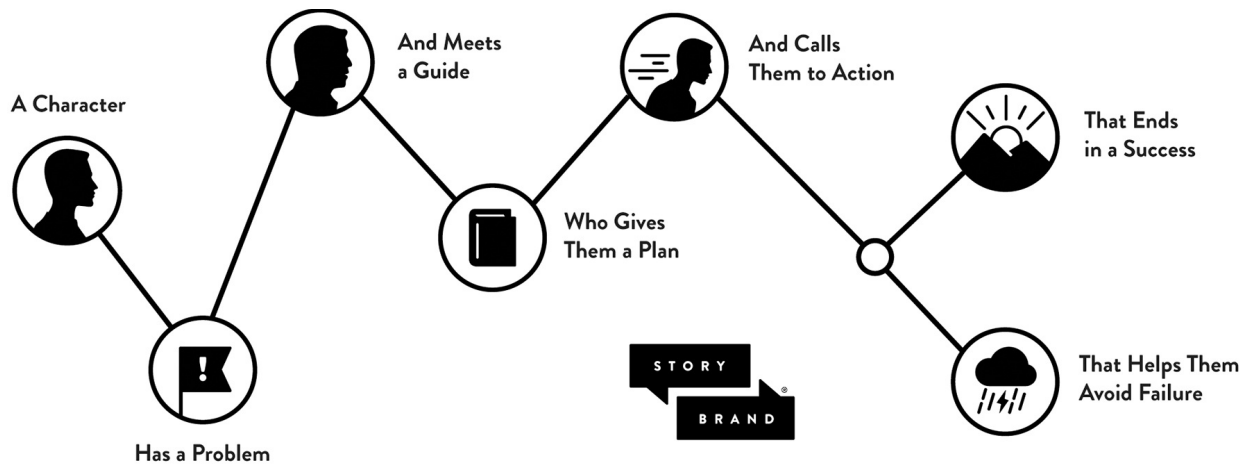 A Character
Has a Problem
And Meets
a Guide
Who Gives
Them a Plan
And Calls
Them to Action
That Ends
in a Success
That Helps Them
Avoid Failure
!
STORY
BRAND
®